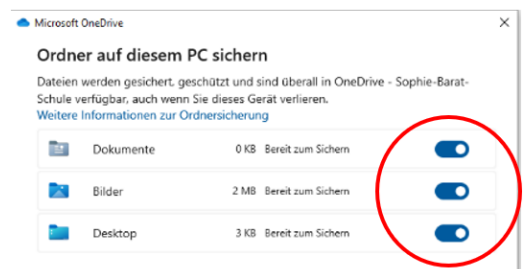 Microsoft OneDrive
Ordner auf diesem PC sichern
Dateien werden gesichert, geschützt und sind überall in OneDrive - Sophie-Barat-
Schule verfügbar, auch wenn Sie dieses Gerät verlieren.
Weitere Informationen zur Ordnersicherung
Dokumente 0 KB Bereit zum Sichern
Bilder 2 MB Bereit zum Sichern
Desktop 3 KB Bereit zum Sichern